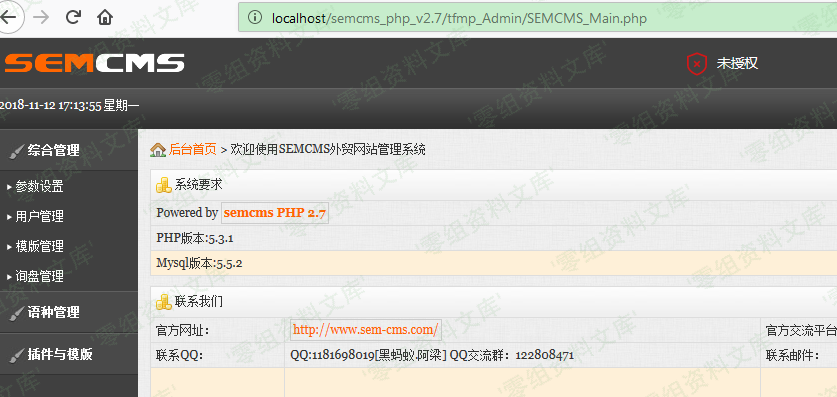 localhost/semcms_php_v2.7/tfmp_Admin/SEMCMS_Main.php
SEMCMS
未授权
2018-11-12 17:13:55 星期一
综合管理
参数设置
用户管理
模版管理
询盘管理
语种管理
插件与模版
后台首页 > 欢迎使用SEMCMS外贸网站管理系统
系统要求
Powered by semcms PHP 2.7
PHP版本:5.3.1
Mysql版本:5.5.2
联系我们
官方网址： http://www.sem-cms.com/ 官方交流平台
联系QQ: QQ:1181698019[黑蚂蚁.阿梁] QQ交流群：122808471 联系邮件：
'零组资料文库'